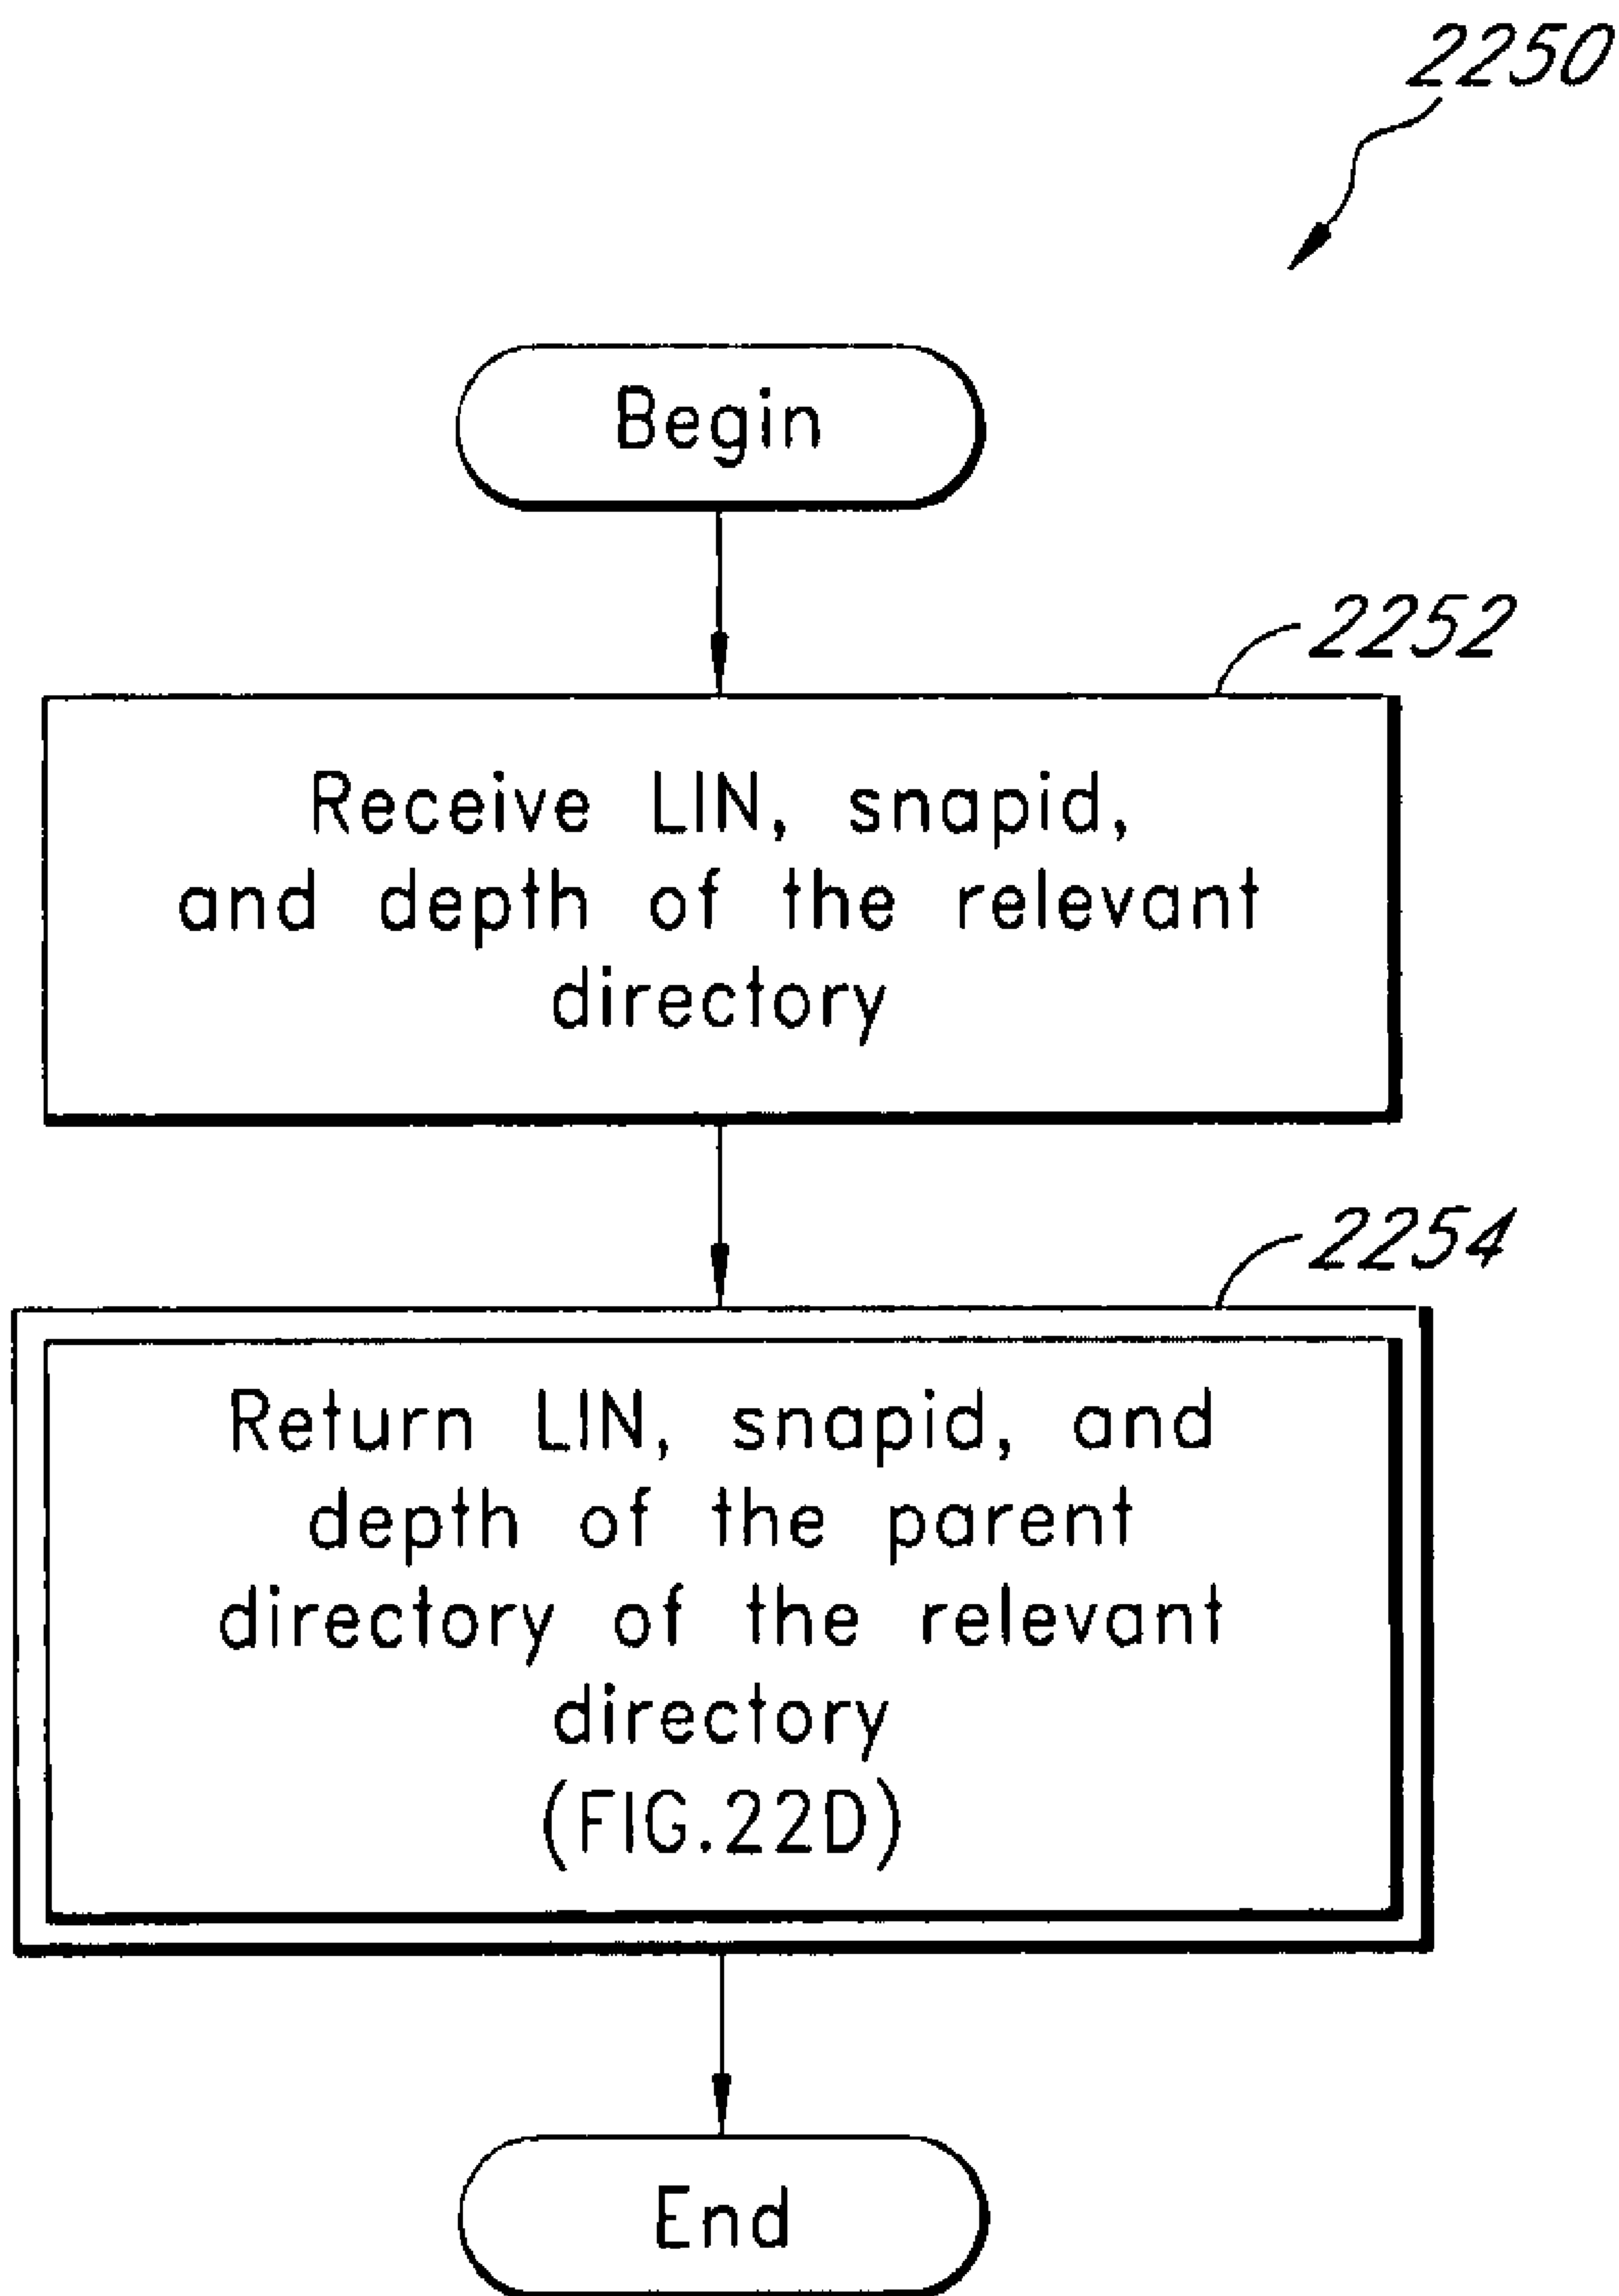 2250
Begin
2252
Receive LIN, snapid,
and depth of the relevant
directory
2254
Return LIN, snapid, and
depth of the parent
directory of the relevant
directory
(FIG.22D)
End